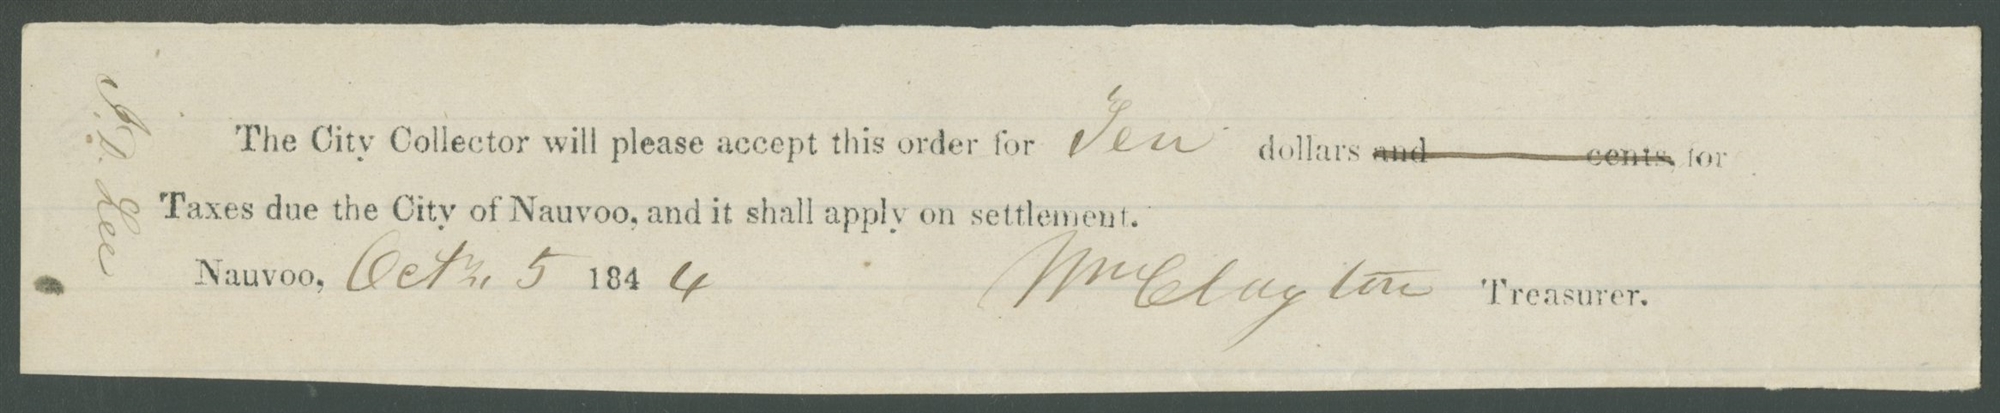 The City Collector will please accept this order for Ten dollars and cents, for
Taxes due the City of Nauvoo, and it shall apply on settlement.
Nauvoo, Octr. 5 1844 Wm Clayton Treasurer.
J. D. Lee